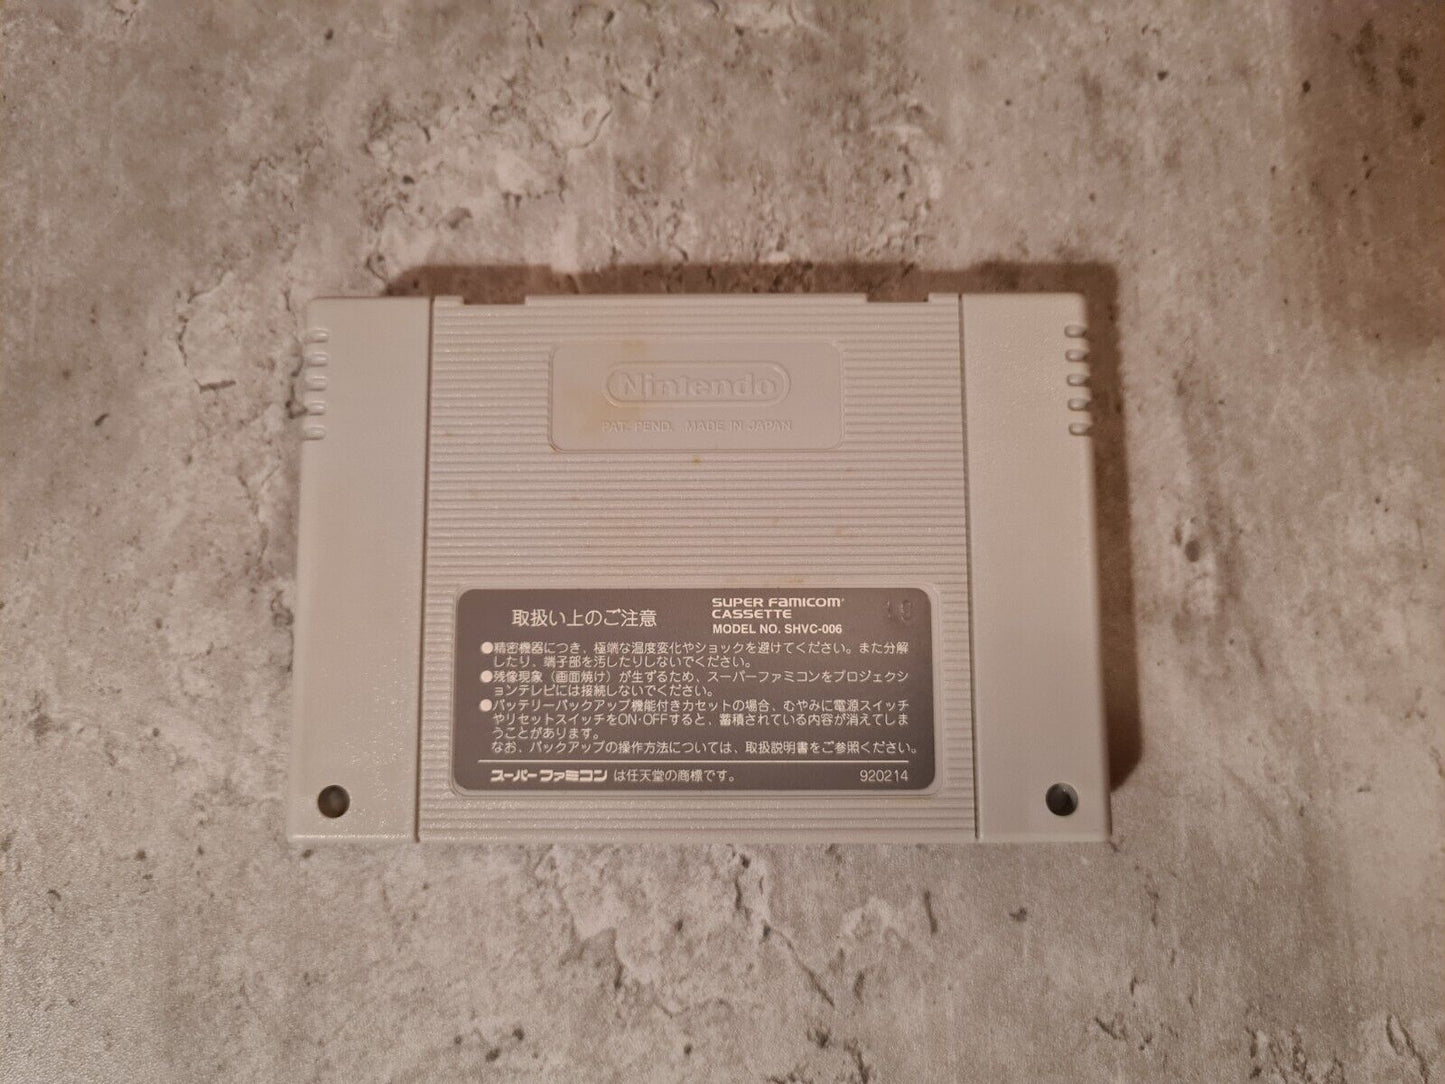 Nintendo
PAT. PEND. MADE IN JAPAN
取扱い上のご注意
SUPER FAMICOM
CASSETTE
MODEL NO. SHVC-006
19
●精密機器につき、極端な温度変化やショックを避けてください。また分解
したり、端子部を汚したりしないでください。
●残像現象（画面焼け）が生ずるため、スーパーファミコンをプロジェクシ
ョンテレビには接続しないでください。
●バッテリーバックアップ機能付きカセットの場合、むやみに電源スイッチ
やリセットスイッチをON・OFFすると、蓄積されている内容が消えてしま
うことがあります。
なお、バックアップの操作方法については、取扱説明書をご参照ください。
スーパーファミコンは任天堂の商標です。
920214